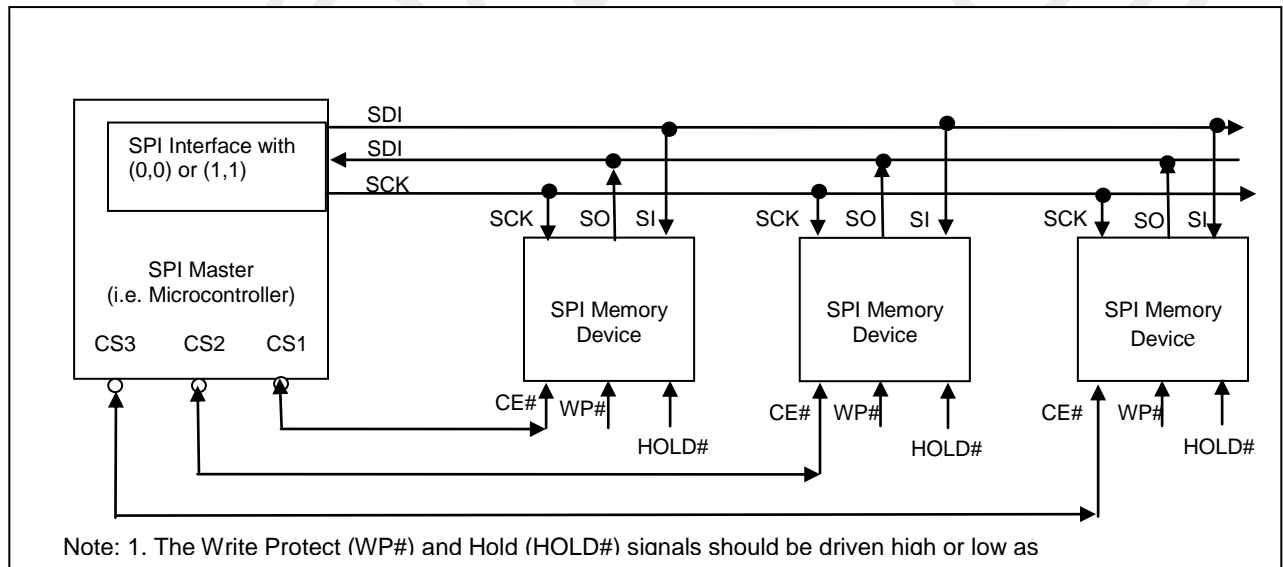 SDI
SPI Interface with
(0,0) or (1,1)
SDI
SCK
SCK SO SI SCK SO SI SCK SO SI
SPI Master
(i.e. Microcontroller)
SPI Memory
Device
SPI Memory
Device
SPI Memory
Device
CS3 CS2 CS1
CE# WP# CE# WP# CE# WP#
HOLD# HOLD# HOLD#
Note: 1. The Write Protect (WP#) and Hold (HOLD#) signals should be driven high or low as